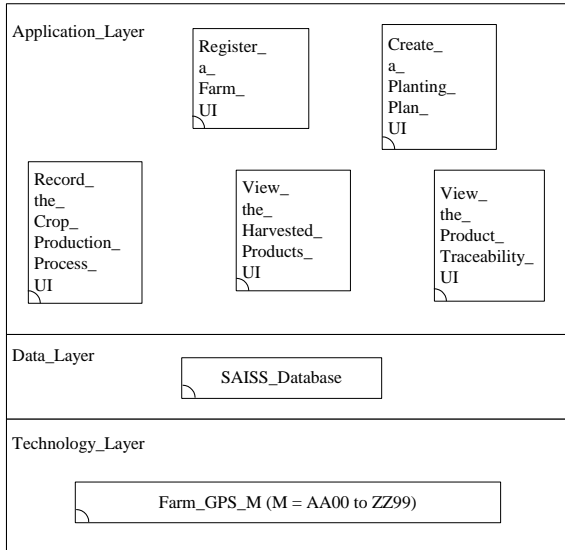 Application_Layer
Register_
a_
Farm_
UI
Create_
a_
Planting_
Plan_
UI
Record_
the_
Crop_
Production_
Process_
UI
View_
the_
Harvested_
Products_
UI
View_
the_
Product_
Traceability_
UI
Data_Layer
SAISS_Database
Technology_Layer
Farm_GPS_M (M = AA00 to ZZ99)